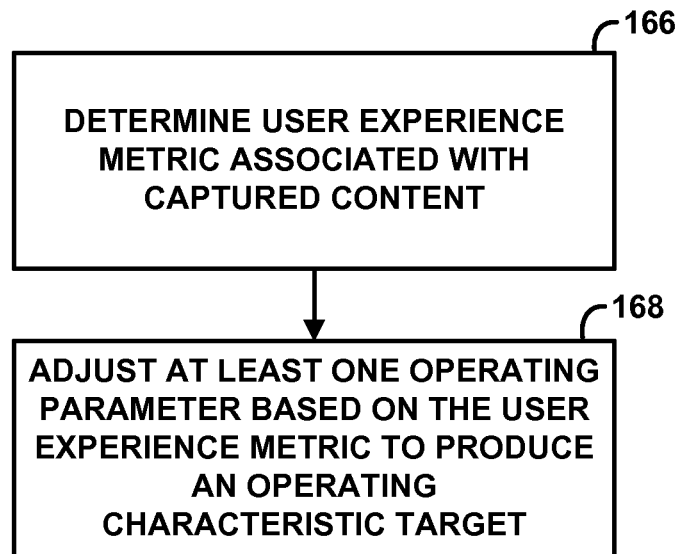 166
DETERMINE USER EXPERIENCE
METRIC ASSOCIATED WITH
CAPTURED CONTENT
168
ADJUST AT LEAST ONE OPERATING
PARAMETER BASED ON THE USER
EXPERIENCE METRIC TO PRODUCE
AN OPERATING
CHARACTERISTIC TARGET